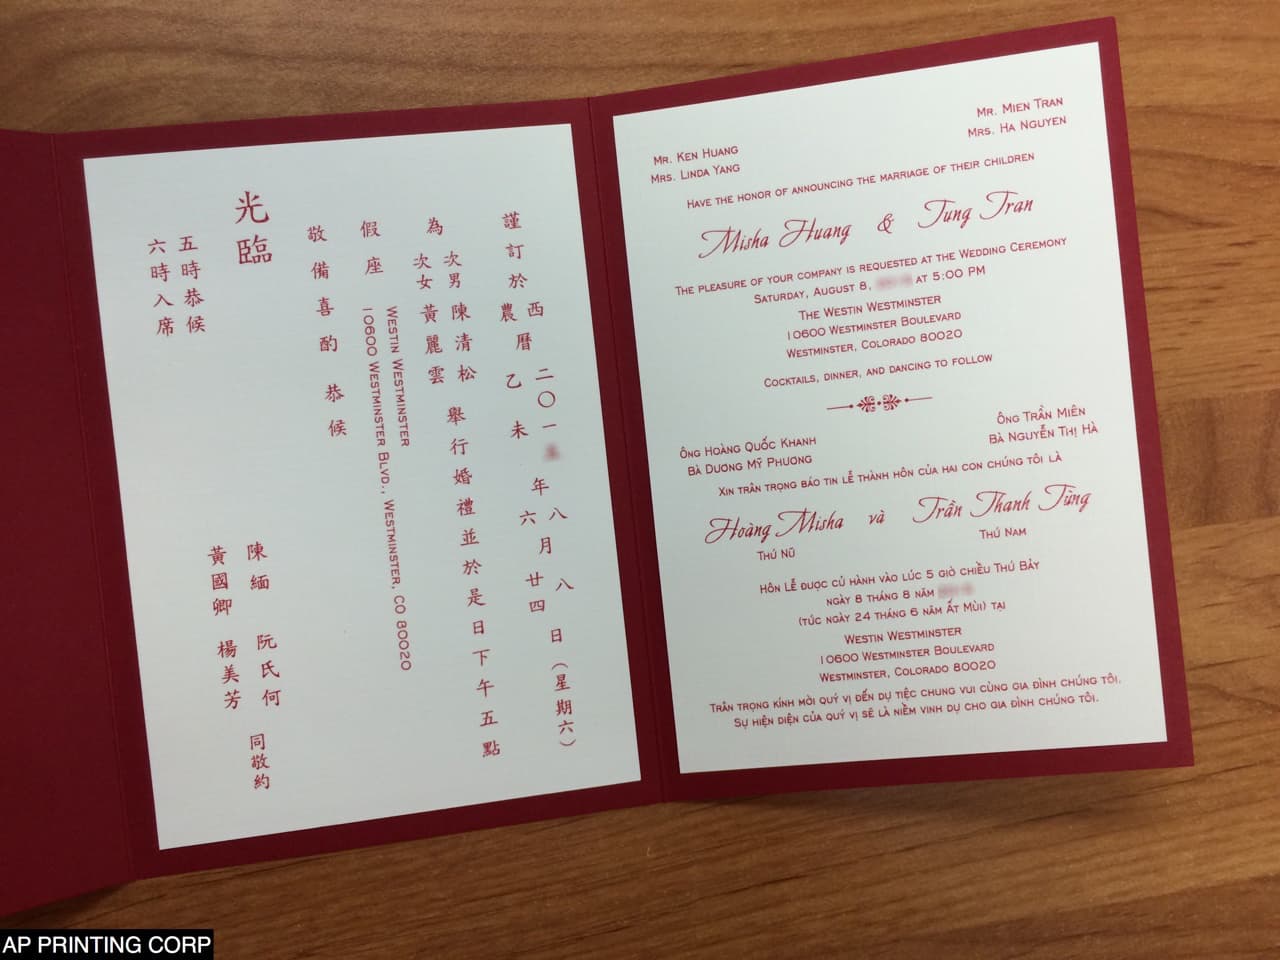 謹訂於
西
農
曆
二〇一
乙未
年
八
六
月
八
廿四
日（星期六）
為
次男 陳清松
次女 黃麗雲
舉行婚禮並於是日下午五點
假座
WESTIN WESTMINSTER
10600 WESTMINSTER BLVD., WESTMINSTER, CO 80020
敬備喜酌 恭候
光臨
陳緬 阮氏何
黃國卿 楊美芳
同敬約
五時恭候
六時入席
MR. KEN HUANG
MRS. LINDA YANG
MR. MIEN TRAN
MRS. HA NGUYEN
HAVE THE HONOR OF ANNOUNCING THE MARRIAGE OF THEIR CHILDREN
Misha Huang & Tung Tran
THE PLEASURE OF YOUR COMPANY IS REQUESTED AT THE WEDDING CEREMONY
SATURDAY, AUGUST 8, AT 5:00 PM
THE WESTIN WESTMINSTER
10600 WESTMINSTER BOULEVARD
WESTMINSTER, COLORADO 80020
COCKTAILS, DINNER, AND DANCING TO FOLLOW
ÔNG HOÀNG QUỐC KHANH
BÀ DƯƠNG MỸ PHƯƠNG
ÔNG TRẦN MIÊN
BÀ NGUYỄN THỊ HÀ
XIN TRÂN TRỌNG BÁO TIN LỄ THÀNH HÔN CỦA HAI CON CHÚNG TÔI LÀ
Hoàng Misha và Trần Thanh Tùng
THỨ NỮ
THỨ NAM
HÔN LỄ ĐƯỢC CỬ HÀNH VÀO LÚC 5 GIỜ CHIỀU THỨ BẢY
NGÀY 8 THÁNG 8 NĂM
(TỨC NGÀY 24 THÁNG 6 NĂM ẤT MÙI) TẠI
WESTIN WESTMINSTER
10600 WESTMINSTER BOULEVARD
WESTMINSTER, COLORADO 80020
TRÂN TRỌNG KÍNH MỜI QUÝ VỊ ĐẾN DỰ TIỆC CHUNG VUI CÙNG GIA ĐÌNH CHÚNG TÔI.
SỰ HIỆN DIỆN CỦA QUÝ VỊ SẼ LÀ NIỀM VINH DỰ CHO GIA ĐÌNH CHÚNG TÔI.
AP PRINTING CORP